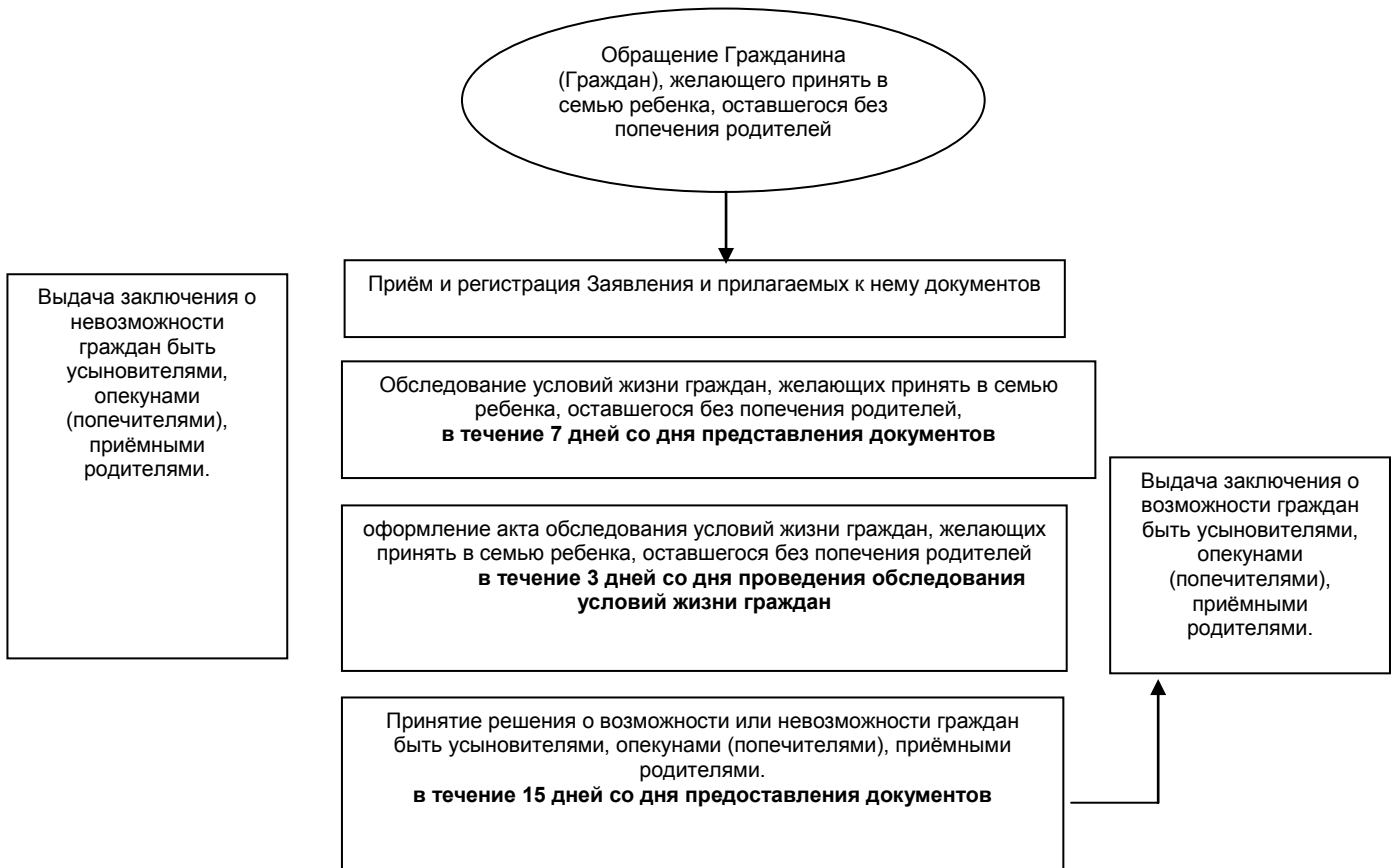 Обращение Гражданина
(Граждан), желающего принять в
семью ребенка, оставшегося без
попечения родителей
Приём и регистрация Заявления и прилагаемых к нему документов
Выдача заключения о
невозможности
граждан быть
усыновителями,
опекунами
(попечителями),
приёмными
родителями.
Обследование условий жизни граждан, желающих принять в семью
ребенка, оставшегося без попечения родителей,
в течение 7 дней со дня представления документов
Выдача заключения о
возможности граждан
быть усыновителями,
опекунами
(попечителями),
приёмными
родителями.
оформление акта обследования условий жизни граждан, желающих
принять в семью ребенка, оставшегося без попечения родителей
в течение 3 дней со дня проведения обследования
условий жизни граждан
Принятие решения о возможности или невозможности граждан
быть усыновителями, опекунами (попечителями), приёмными
родителями.
в течение 15 дней со дня предоставления документов